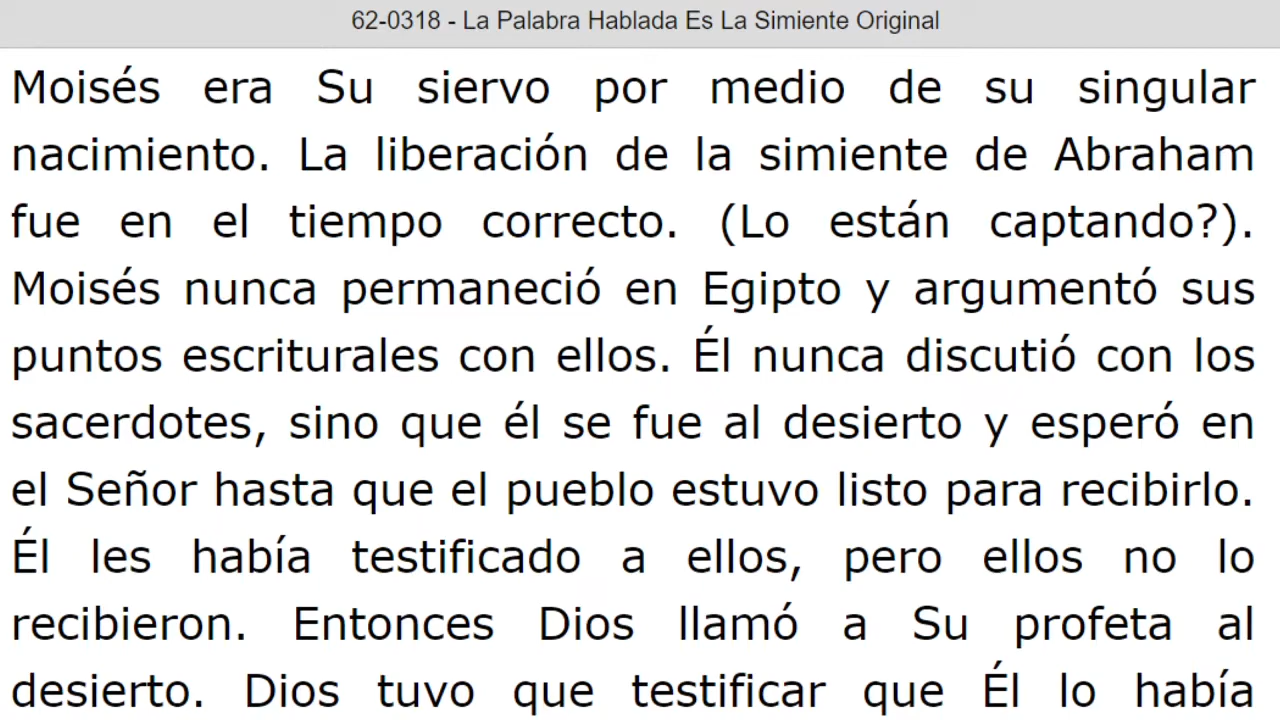 62-0318 - La Palabra Hablada Es La Simiente Original
Moisés era Su siervo por medio de su singular
nacimiento. La liberación de la simiente de Abraham
fue en el tiempo correcto. (Lo están captando?).
Moisés nunca permaneció en Egipto y argumentó sus
puntos escriturales con ellos. Él nunca discutió con los
sacerdotes, sino que él se fue al desierto y esperó en
el Señor hasta que el pueblo estuvo listo para recibirlo.
Él les había testificado a ellos, pero ellos no lo
recibieron. Entonces Dios llamó a Su profeta al
desierto. Dios tuvo que testificar que Él lo había